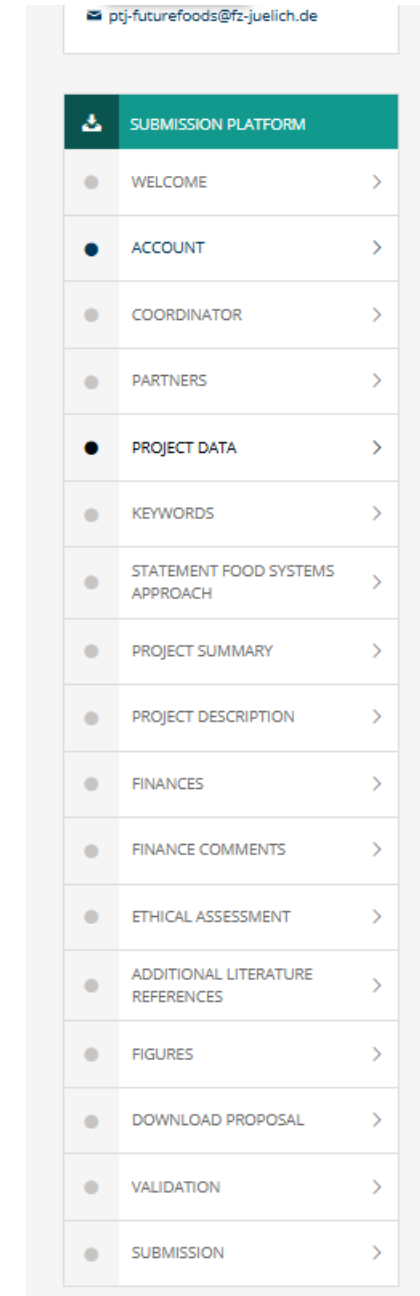 ptj-futurefoods@fz-juelich.de
SUBMISSION PLATFORM
WELCOME
ACCOUNT
COORDINATOR
PARTNERS
PROJECT DATA
KEYWORDS
STATEMENT FOOD SYSTEMS
APPROACH
PROJECT SUMMARY
PROJECT DESCRIPTION
FINANCES
FINANCE COMMENTS
ETHICAL ASSESSMENT
ADDITIONAL LITERATURE
REFERENCES
FIGURES
DOWNLOAD PROPOSAL
VALIDATION
SUBMISSION